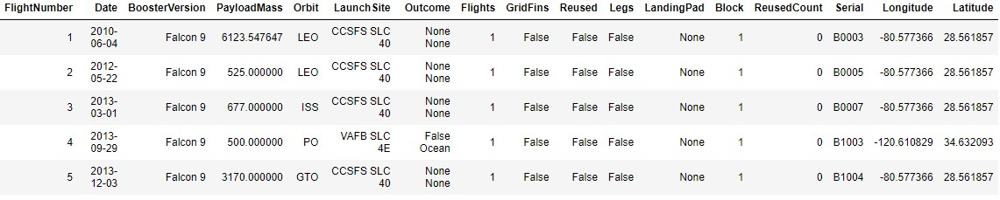 FlightNumber Date BoosterVersion PayloadMass Orbit LaunchSite Outcome Flights GridFins Reused Legs LandingPad Block ReusedCount Serial Longitude Latitude
1 2010-06-04 Falcon 9 6123.547647 LEO CCSFS SLC 40 None None 1 False False False None 1 0 B0003 -80.577366 28.561857
2 2012-05-22 Falcon 9 525.000000 LEO CCSFS SLC 40 None None 1 False False False None 1 0 B0005 -80.577366 28.561857
3 2013-03-01 Falcon 9 677.000000 ISS CCSFS SLC 40 None None 1 False False False None 1 0 B0007 -80.577366 28.561857
4 2013-09-29 Falcon 9 500.000000 PO VAFB SLC 4E False Ocean 1 False False False None 1 0 B1003 -120.610829 34.632093
5 2013-12-03 Falcon 9 3170.000000 GTO CCSFS SLC 40 None None 1 False False False None 1 0 B1004 -80.577366 28.561857